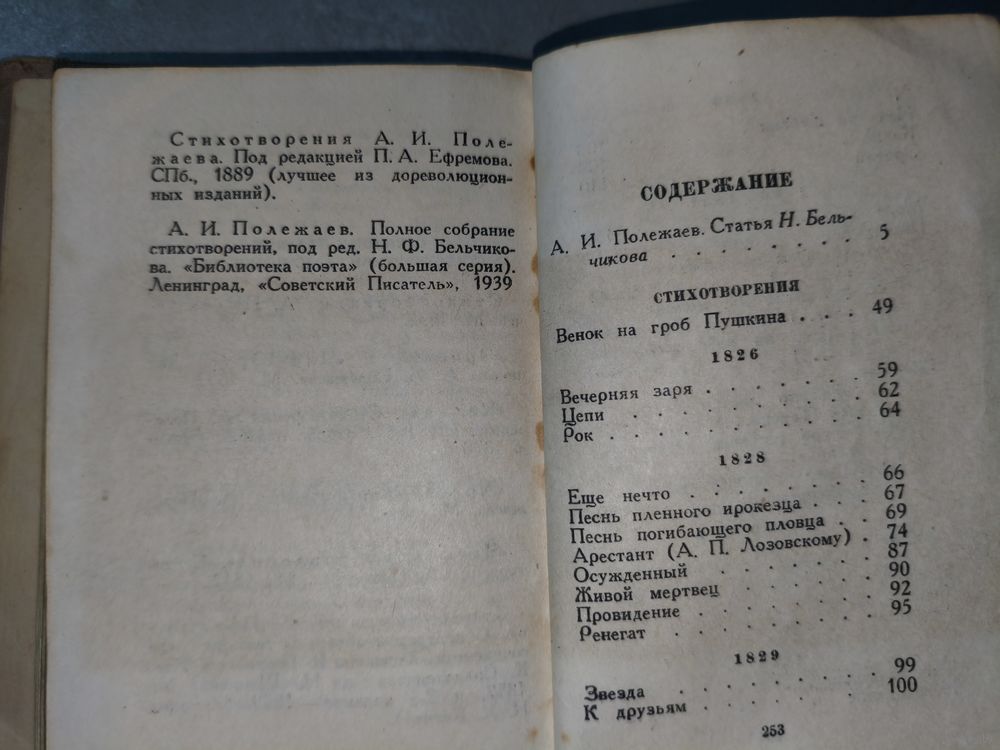 Стихотворения А. И. Поле-
жаева. Под редакцией П. А. Ефремова.
СПб., 1889 (лучшее из дореволюцион-
ных изданий).
А. И. Полежаев. Полное собрание
стихотворений, под ред. Н. Ф. Бельчико-
ва. «Библиотека поэта» (большая серия).
Ленинград, «Советский Писатель», 1939
СОДЕРЖАНИЕ
А. И. Полежаев. Статья Н. Бель-
чикова . . . . . . . 5
СТИХОТВОРЕНИЯ
Венок на гроб Пушкина . . . 49
1826
Вечерняя заря . . . . . . . 59
Цепи . . . . . . . . . . 62
Рок . . . . . . . . . . 64
1828
Еще нечто . . . . . . . . 66
Песнь пленного ирокезца . . . 67
Песнь погибающего пловца . . 69
Арестант (А. П. Лозовскому) . 74
Осужденный . . . . . . . 87
Живой мертвец . . . . . . 90
Провидение . . . . . . . . 92
Ренегат . . . . . . . . . 95
1829
Звезда . . . . . . . . . 99
К друзьям . . . . . . . . 100
253